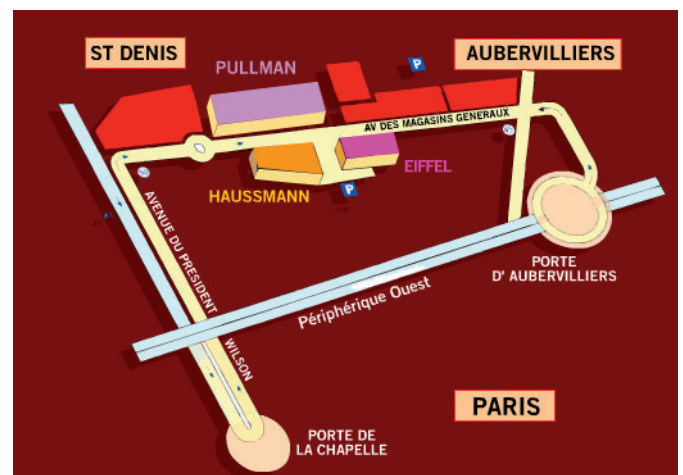 ST DENIS
AUBERVILLIERS
PULLMAN
P
AV DES MAGASINS GENERAUX
EIFFEL
HAUSSMANN
P
AVENUE DU PRESIDENT WILSON
PORTE
D' AUBERVILLIERS
Périphérique Ouest
PARIS
PORTE DE
LA CHAPELLE